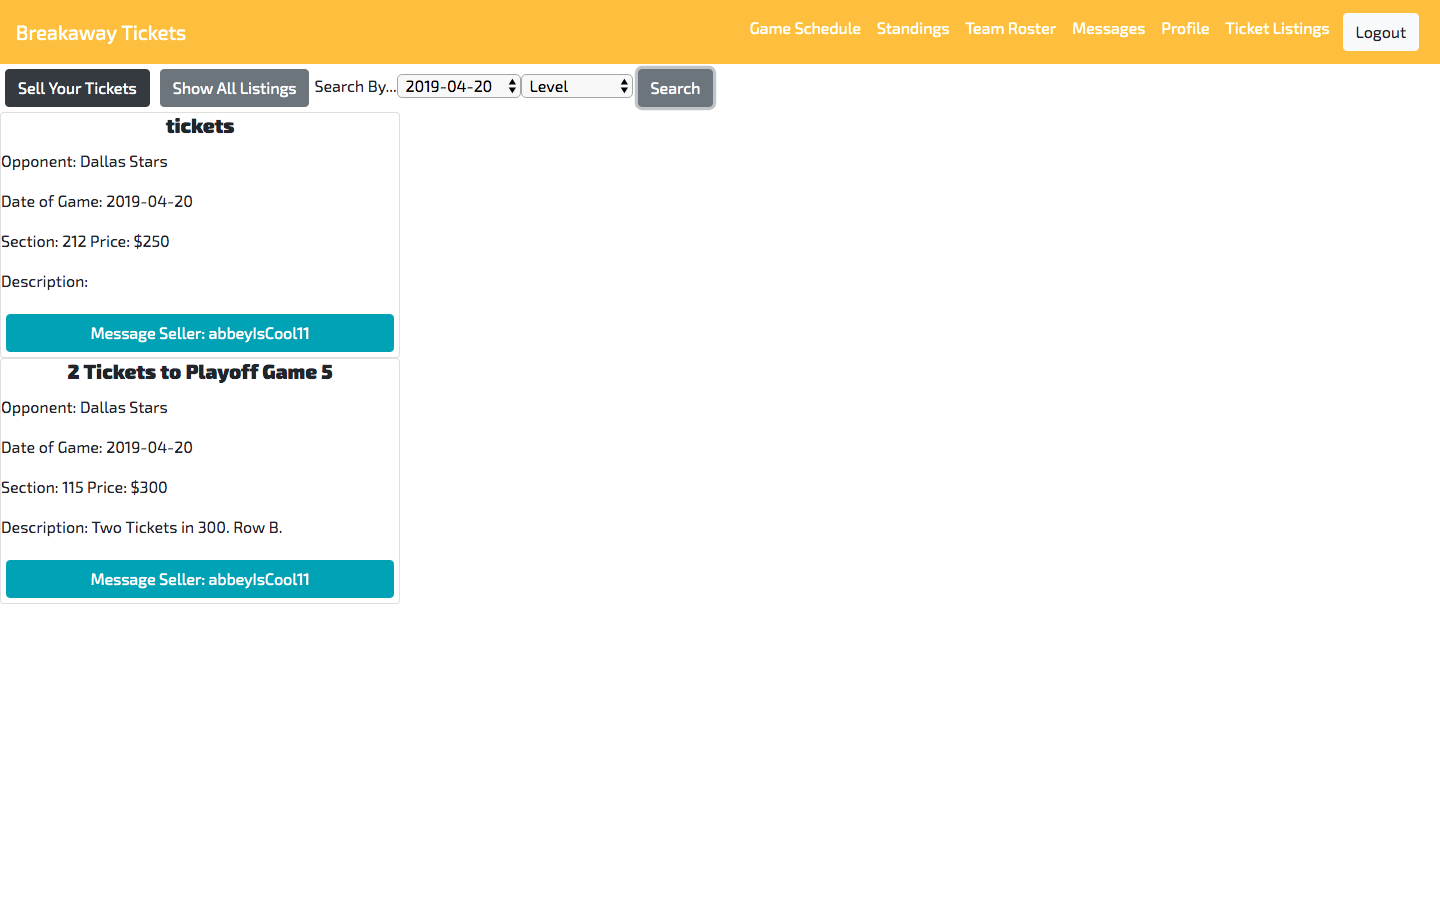 Breakaway Tickets
Game Schedule Standings Team Roster Messages Profile Ticket Listings Logout
Sell Your Tickets Show All Listings Search By... 2019-04-20 Level Search
tickets
Opponent: Dallas Stars
Date of Game: 2019-04-20
Section: 212 Price: $250
Description:
Message Seller: abbeyIsCool11
2 Tickets to Playoff Game 5
Opponent: Dallas Stars
Date of Game: 2019-04-20
Section: 115 Price: $300
Description: Two Tickets in 300. Row B.
Message Seller: abbeyIsCool11